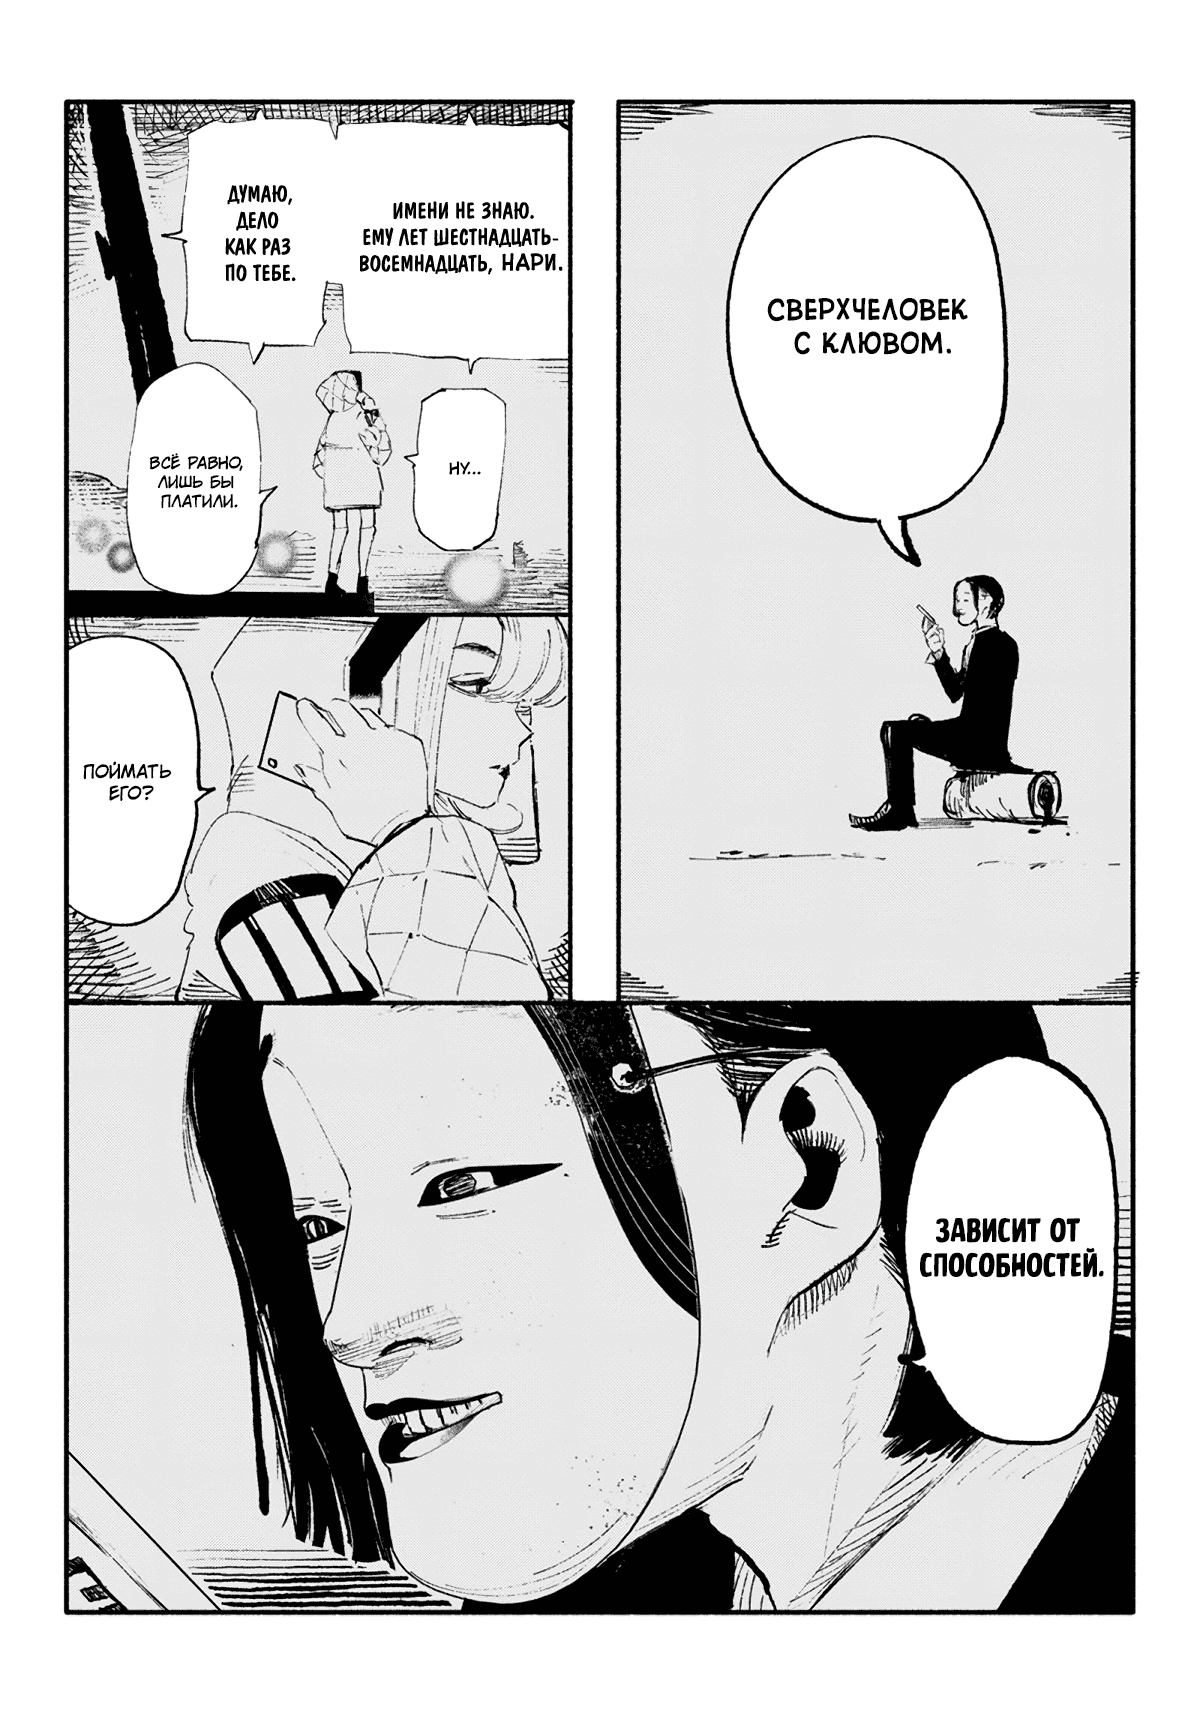 СВЕРХЧЕЛОВЕК
С КЛЮВОМ.
ИМЕНИ НЕ ЗНАЮ.
ЕМУ ЛЕТ ШЕСТНАДЦАТЬ-
ВОСЕМНАДЦАТЬ, НАРИ.
ДУМАЮ,
ДЕЛО
КАК РАЗ
ПО ТЕБЕ.
НУ...
ВСЁ РАВНО,
ЛИШЬ БЫ
ПЛАТИЛИ.
ПОЙМАТЬ
ЕГО?
ЗАВИСИТ ОТ
СПОСОБНОСТЕЙ.